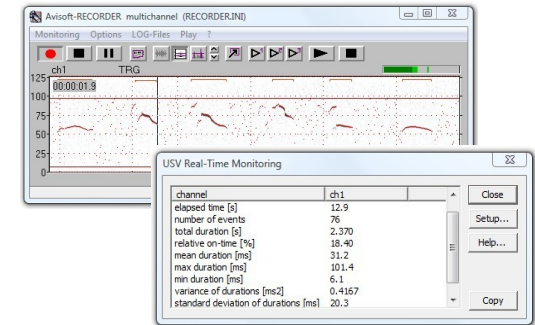 Avisoft-RECORDER multichannel (RECORDER.INI)
Monitoring Options LOG-Files Play ?
ch1 TRG
125
00:00:01.9
100
75
50
25
0
USV Real-Time Monitoring
channel ch1
elapsed time [s] 12.9
number of events 76
total duration [s] 2.370
relative on-time [%] 18.40
mean duration [ms] 31.2
max duration [ms] 101.4
min duration [ms] 6.1
variance of durations [ms2] 0.4167
standard deviation of durations [ms] 20.3
Close
Setup...
Help...
Copy